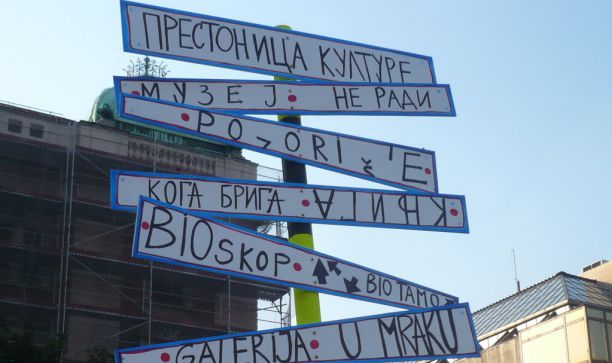 ПРЕСТОНИЦА КУЛТУРЕ
МУЗЕЈ НЕ РАДИ
POZORIŠTE
КОГА БРИГА КЊИГА
BIOSKOP BIO TAMO
GALERIJA: U MRAKU